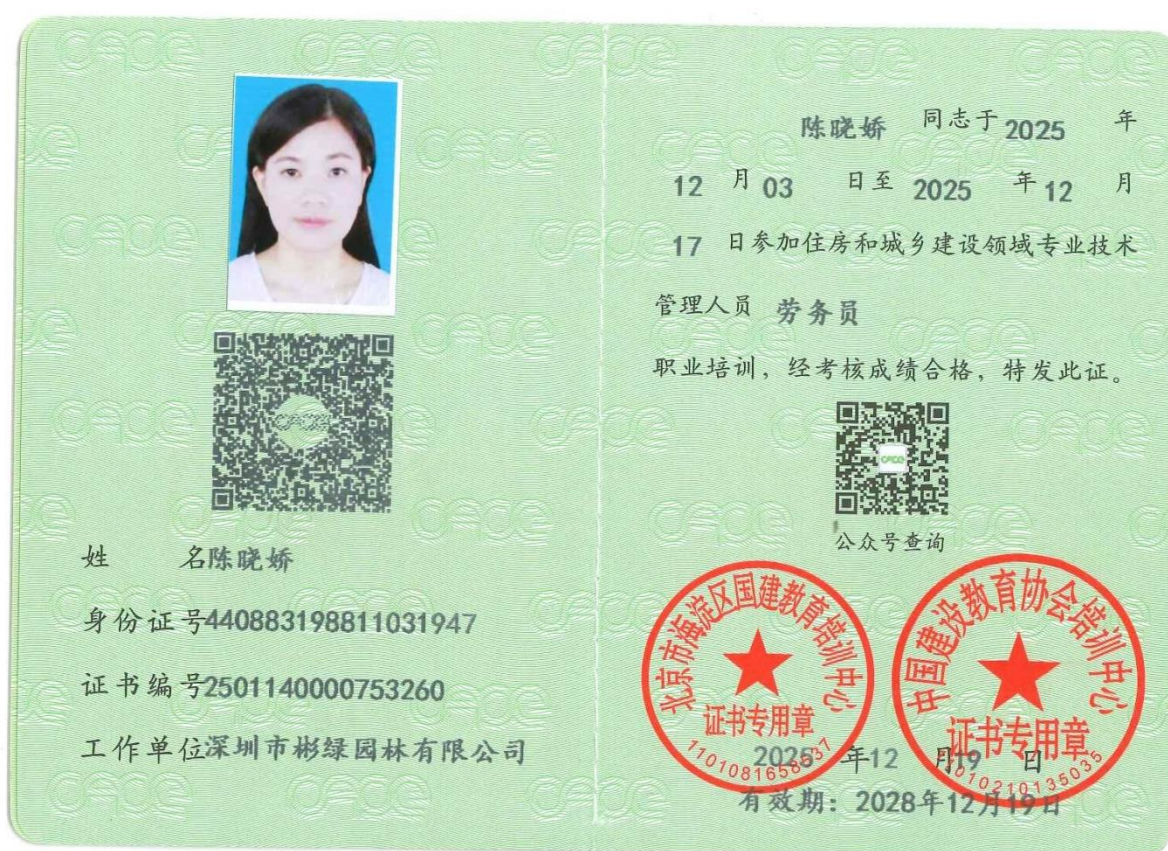 姓 名陈晓娇
身份证号440883198811031947
证书编号2501140000753260
工作单位深圳市彬绿园林有限公司
陈晓娇 同志于 2025 年
12 月 03 日至 2025 年 12 月
17 日参加住房和城乡建设领域专业技术
管理人员 劳务员
职业培训，经考核成绩合格，特发此证。
公众号查询
北京市海淀区国建教育培训中心
证书专用章
1101081658537
中国建设教育协会培训中心
证书专用章
2025 年12 月19 日
有效期：2028年12月19日